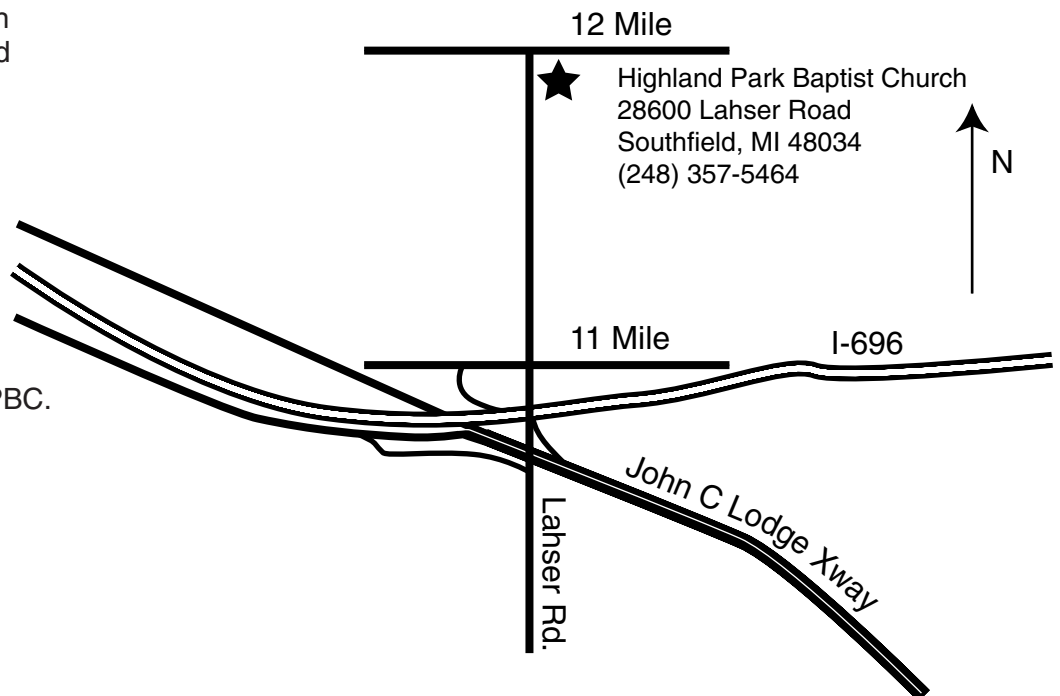 12 Mile
Highland Park Baptist Church
28600 Lahser Road
Southfield, MI 48034
(248) 357-5464
N
11 Mile
I-696
PBC.
John C Lodge Xway
Lahser Rd.